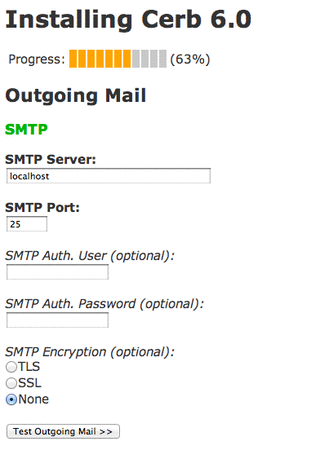 Installing Cerb 6.0
Progress: (63%)
Outgoing Mail
SMTP
SMTP Server:
localhost
SMTP Port:
25
SMTP Auth. User (optional):
SMTP Auth. Password (optional):
SMTP Encryption (optional):
TLS
SSL
None
Test Outgoing Mail >>